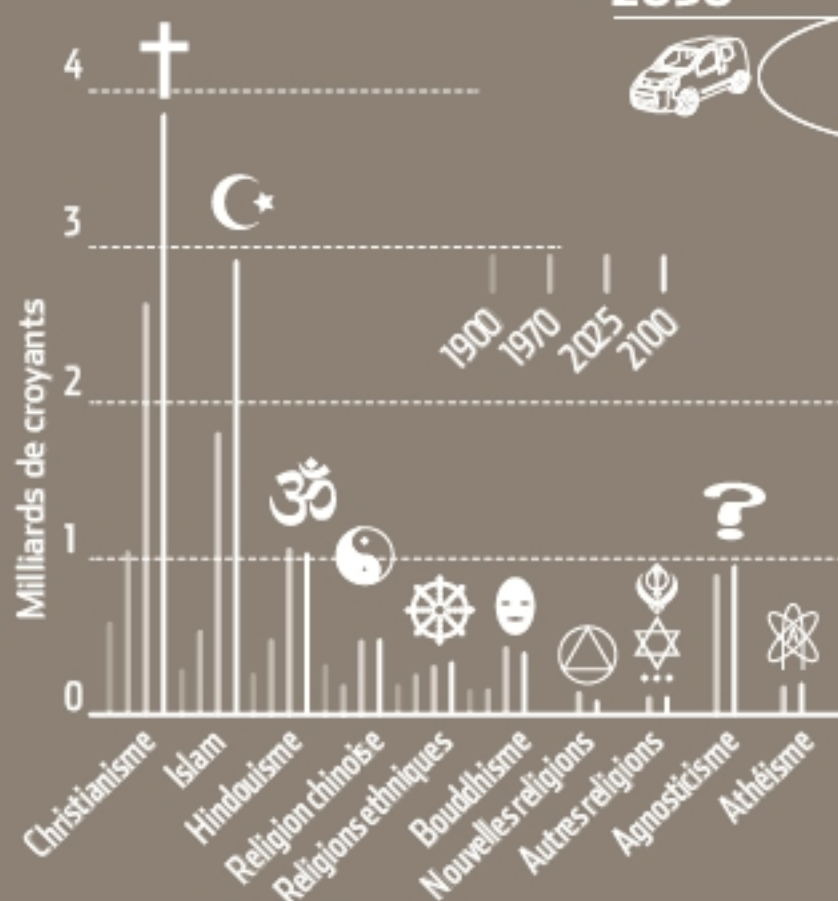 4
3
2
1
0
Milliards de croyants
1900
1970
2025
2100
Christianisme
Islam
Hindouisme
Religion chinoise
Religions ethniques
Bouddhisme
Nouvelles religions
Autres religions
Agnosticisme
Athéisme